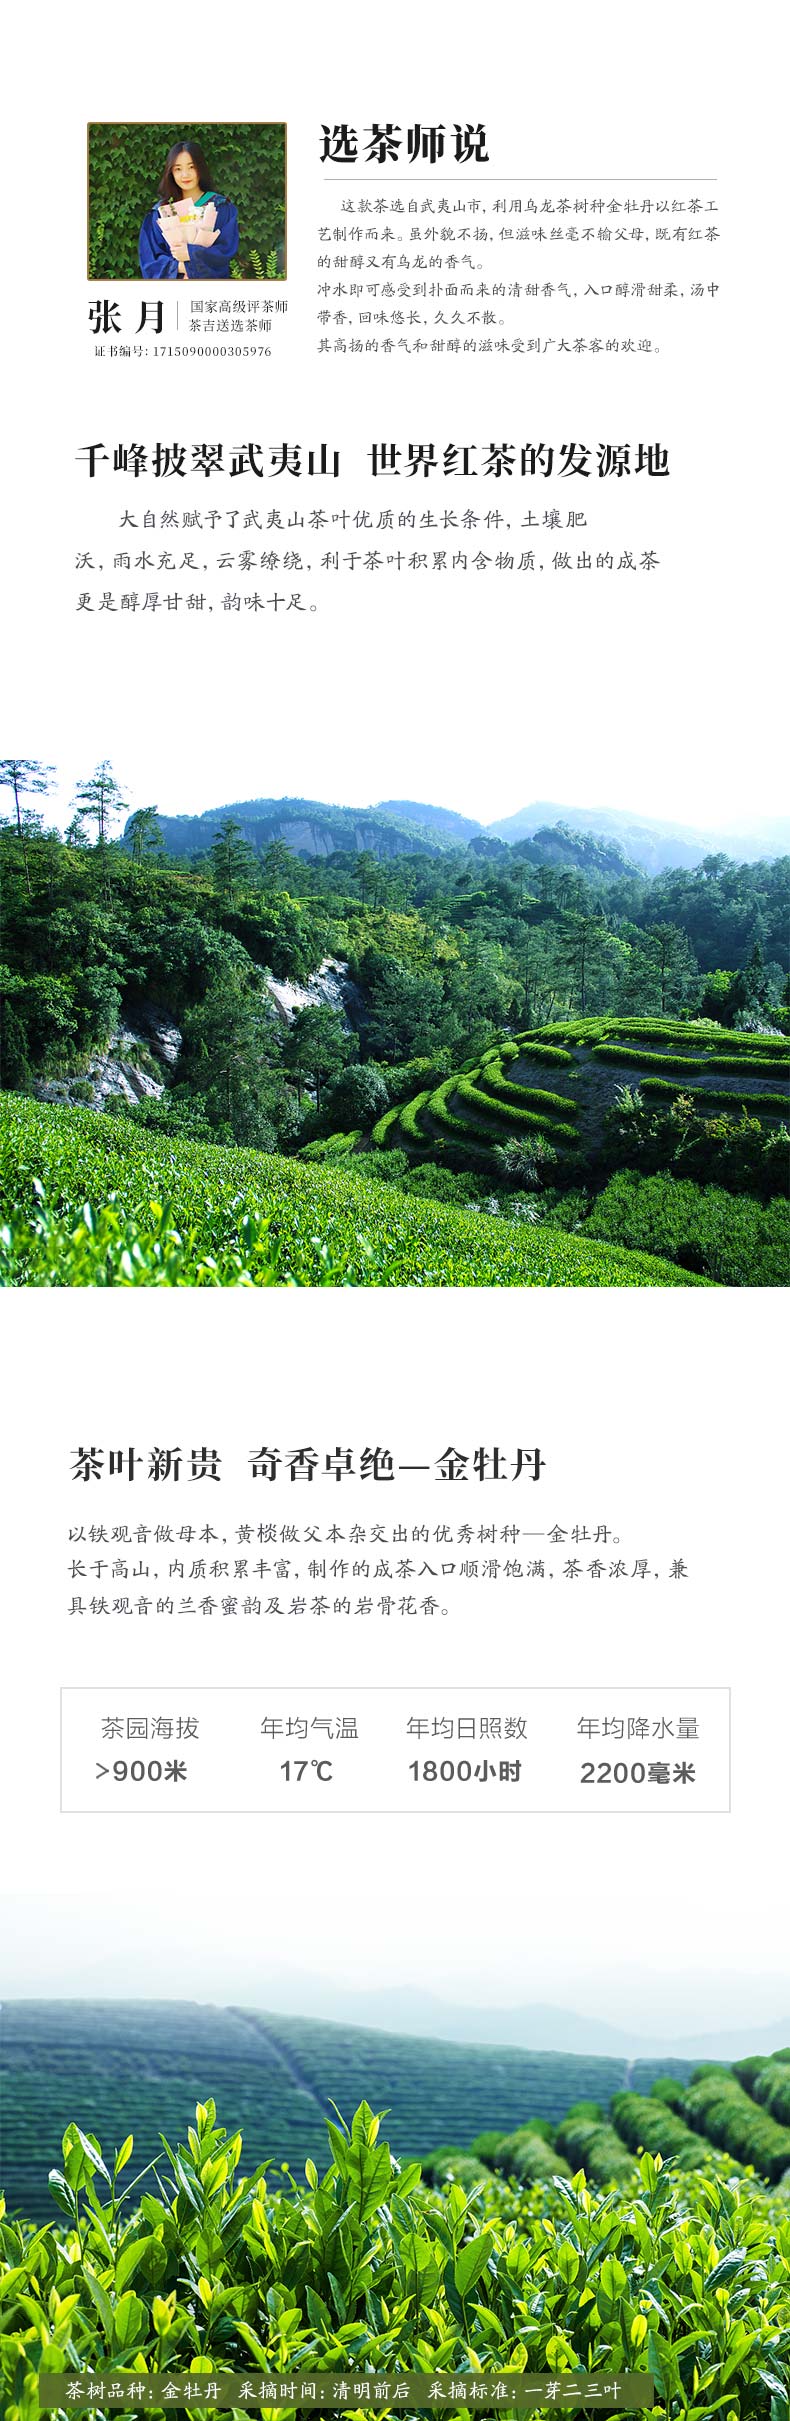 选茶师说
这款茶选自武夷山市, 利用乌龙茶树种金牡丹以红茶工
艺制作而来。虽外貌不扬, 但滋味丝毫不输父母, 既有红茶
的甜醇又有乌龙的香气。
冲水即可感受到扑面而来的清甜香气, 入口醇滑甜柔, 汤中
带香, 回味悠长, 久久不散。
其高扬的香气和甜醇的滋味受到广大茶客的欢迎。
张 月
国家高级评茶师
茶吉送选茶师
证书编号: 1715090000305976
千峰披翠武夷山 世界红茶的发源地
大自然赋予了武夷山茶叶优质的生长条件, 土壤肥
沃, 雨水充足, 云雾缭绕, 利于茶叶积累内含物质, 做出的成茶
更是醇厚甘甜, 韵味十足。
茶叶新贵 奇香卓绝—金牡丹
以铁观音做母本, 黄棪做父本杂交出的优秀树种—金牡丹。
长于高山, 内质积累丰富, 制作的成茶入口顺滑饱满, 茶香浓厚, 兼
具铁观音的兰香蜜韵及岩茶的岩骨花香。
茶园海拔 年均气温 年均日照数 年均降水量
>900米 17℃ 1800小时 2200毫米
茶树品种: 金牡丹 采摘时间: 清明前后 采摘标准: 一芽二三叶